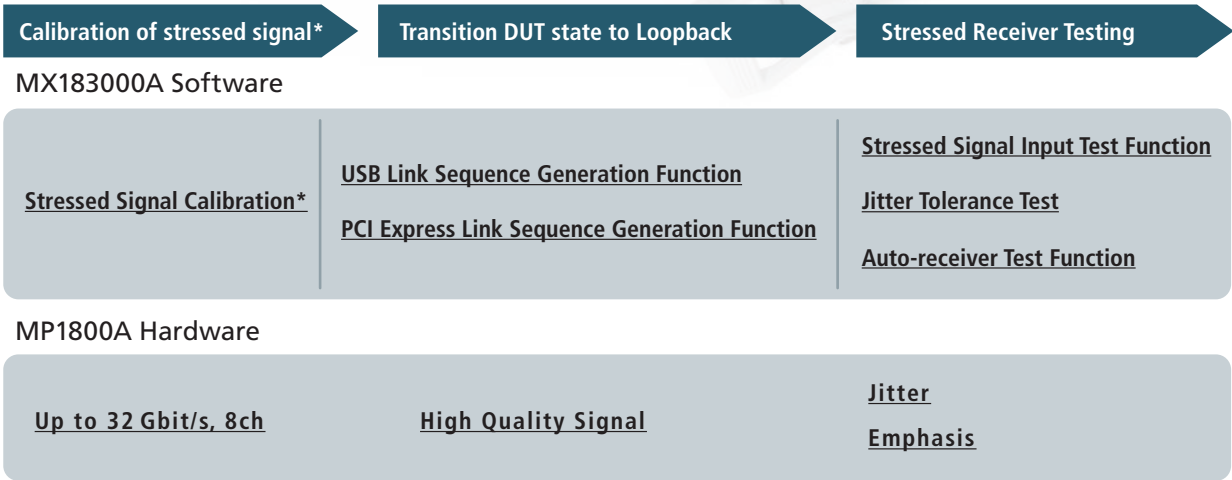 Calibration of stressed signal*
Transition DUT state to Loopback
Stressed Receiver Testing
MX183000A Software
Stressed Signal Calibration*
USB Link Sequence Generation Function
PCI Express Link Sequence Generation Function
Stressed Signal Input Test Function
Jitter Tolerance Test
Auto-receiver Test Function
MP1800A Hardware
Up to 32 Gbit/s, 8ch
High Quality Signal
Jitter
Emphasis